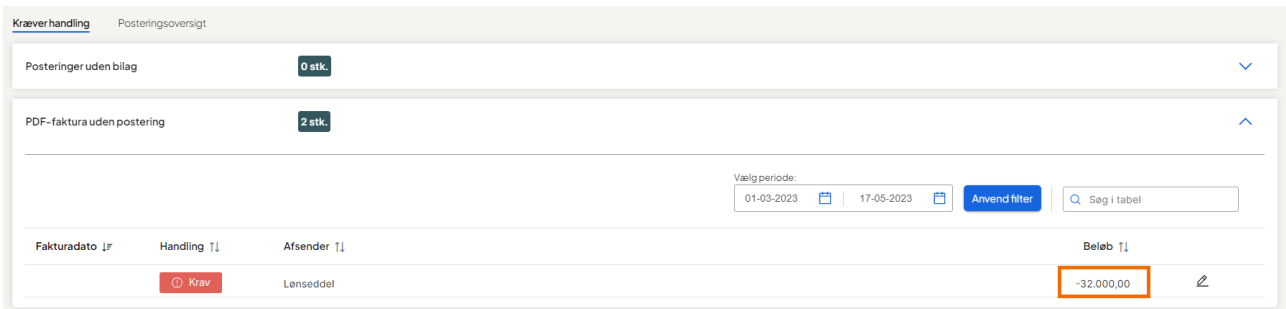 Kræver handling Posteringsoversigt
Posteringer uden bilag 0 stk.
PDF-faktura uden postering 2 stk.
Vælg periode:
01-03-2023 17-05-2023 Anvend filter Søg i tabel
Fakturadato Handling Afsender Beløb
Krav Lønseddel -32.000,00